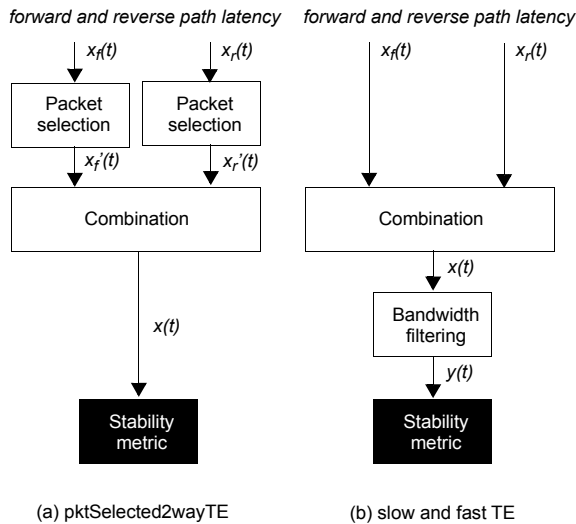 forward and reverse path latency
forward and reverse path latency
xf(t)
xr(t)
xf(t)
xr(t)
Packet
selection
Packet
selection
xf'(t)
xr'(t)
Combination
Combination
x(t)
Bandwidth
filtering
x(t)
y(t)
Stability
metric
Stability
metric
(a) pktSelected2wayTE
(b) slow and fast TE